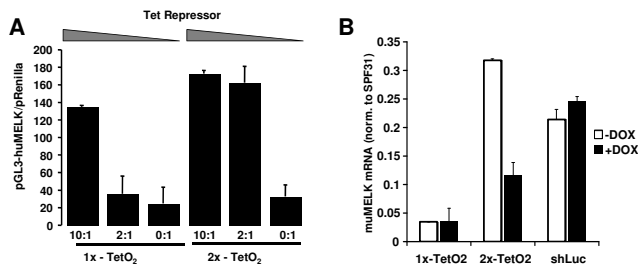 Tet Repressor
A
pGL3-huMELK/pRenilla
200
180
160
140
120
100
80
60
40
20
0
10:1 2:1 0:1 10:1 2:1 0:1
1x - TetO2
2x - TetO2
B
muMELK mRNA (norm. to SPF31)
0.35
0.3
0.25
0.2
0.15
0.1
0.05
0
1x-TetO2 2x-TetO2 shLuc
-DOX
+DOX